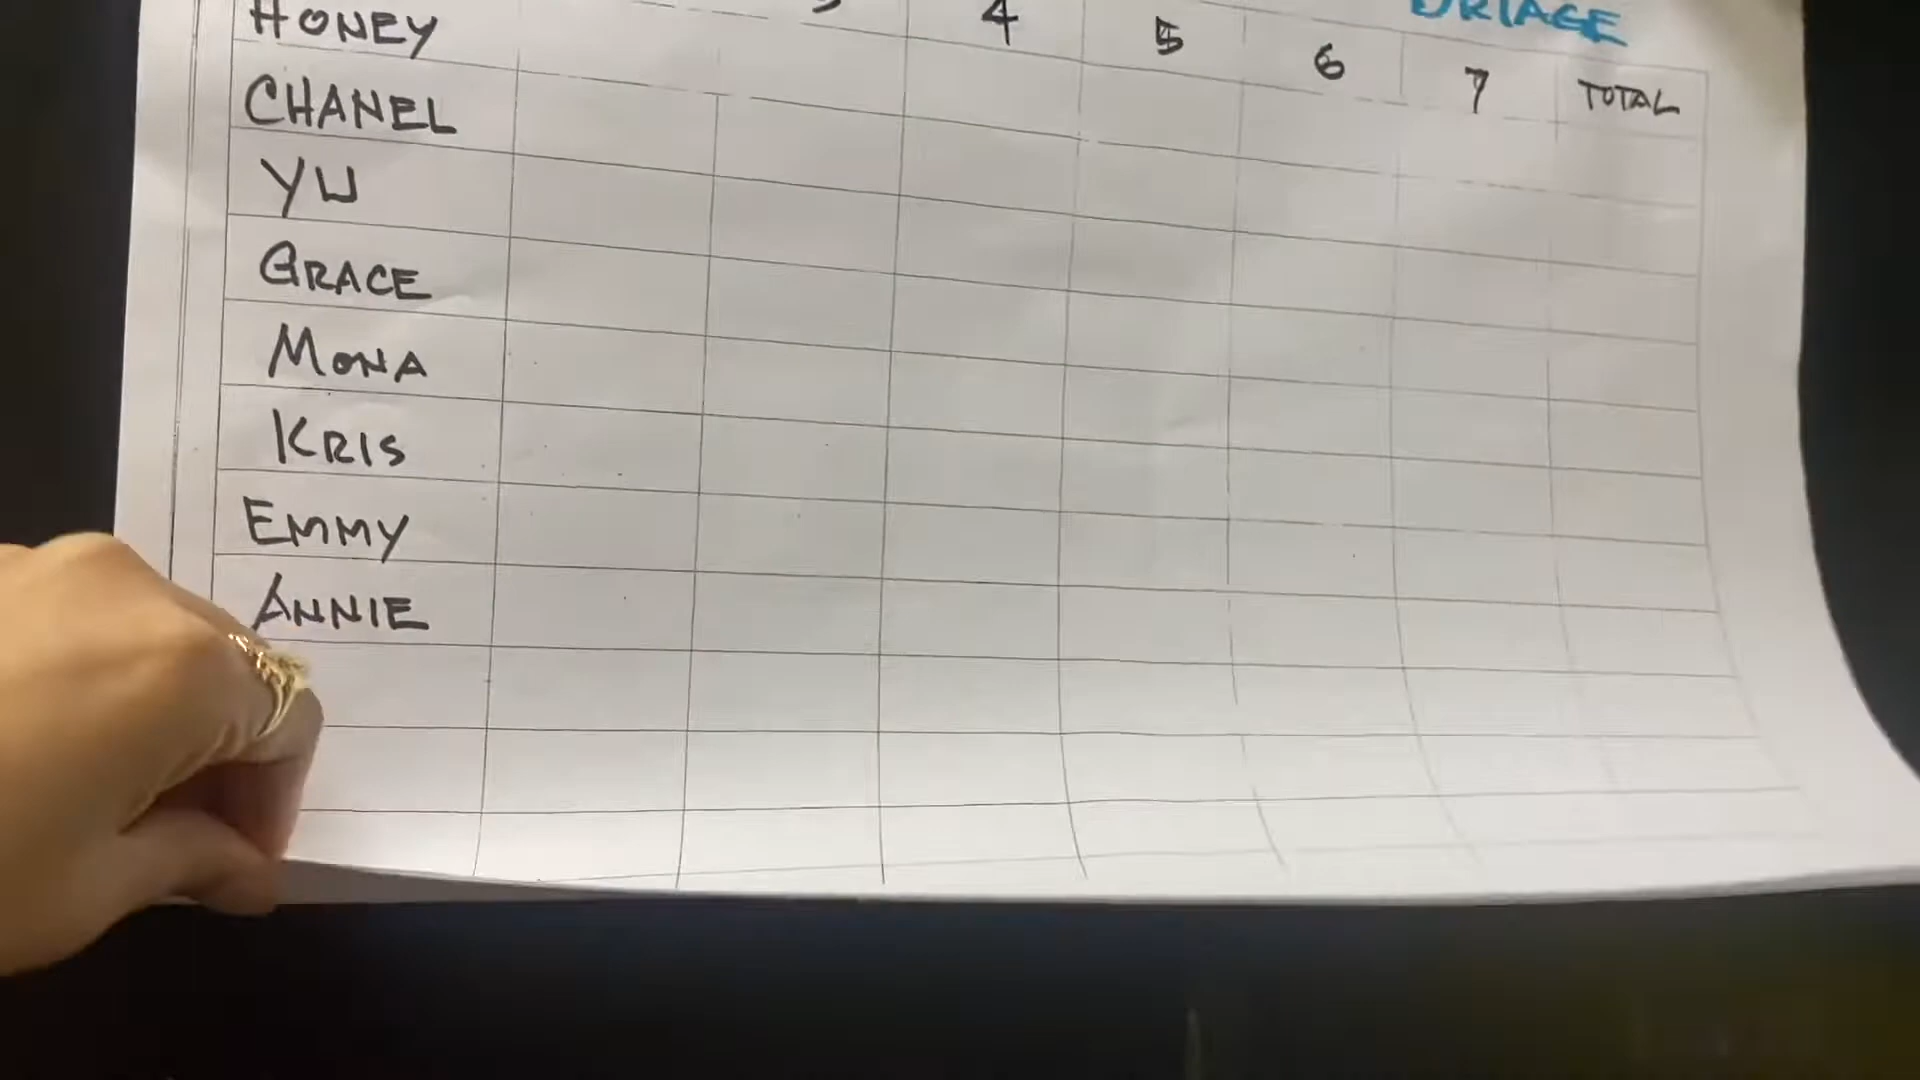 4 5 6 7 TOTAL
HONEY
CHANEL
YU
GRACE
MONA
KRIS
EMMY
ANNIE